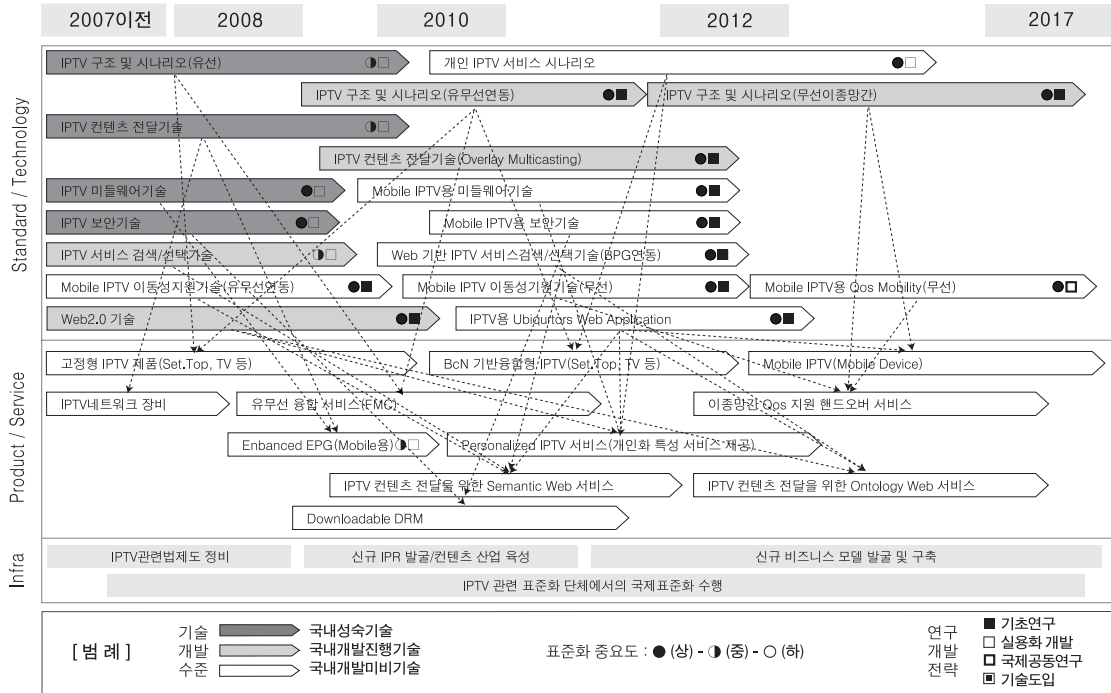 2007이전 2008 2010 2012 2017
Standard / Technology
IPTV 구조 및 시나리오(유선)
개인 IPTV 서비스 시나리오
IPTV 구조 및 시나리오(유무선연동)
IPTV 구조 및 시나리오(무선이종망간)
IPTV 컨텐츠 전달기술
IPTV 컨텐츠 전달기술(Overlay Multicasting)
IPTV 미들웨어기술
Mobile IPTV용 미들웨어기술
IPTV 보안기술
Mobile IPTV용 보안기술
IPTV 서비스 검색/선택기술
Web 기반 IPTV 서비스검색/선택기술(BPG연동)
Mobile IPTV 이동성지원기술(유무선연동)
Mobile IPTV 이동성기원기술(무선)
Mobile IPTV용 Qos Mobility(무선)
Web2.0 기술
IPTV용 Ubiqurtors Web Application
Product / Service
고정형 IPTV 제품(Set.Top, TV 등)
BcN 기반융합형 IPTV(Set.Top, TV 등)
Mobile IPTV(Mobile Device)
IPTV네트워크 장비
유무선 융합 서비스(FMC)
이종망간 Qos 지원 핸드오버 서비스
Enhanced EPG(Mobile용)
Personalized IPTV 서비스(개인화 특성 서비스 제공)
IPTV 컨텐츠 전달을 위한 Semantic Web 서비스
IPTV 컨텐츠 전달을 위한 Ontology Web 서비스
Downloadable DRM
Infra
IPTV관련법제도 정비
신규 IPR 발굴/컨텐츠 산업 육성
신규 비즈니스 모델 발굴 및 구축
IPTV 관련 표준화 단체에서의 국제표준화 수행
[범례]
기술
개발
수준
국내성숙기술
국내개발진행기술
국내개발미비기술
표준화 중요도 : ● (상) - ◑ (중) - ○ (하)
연구
개발
전략
■ 기초연구
□ 실용화 개발
국제공동연구
▣ 기술도입